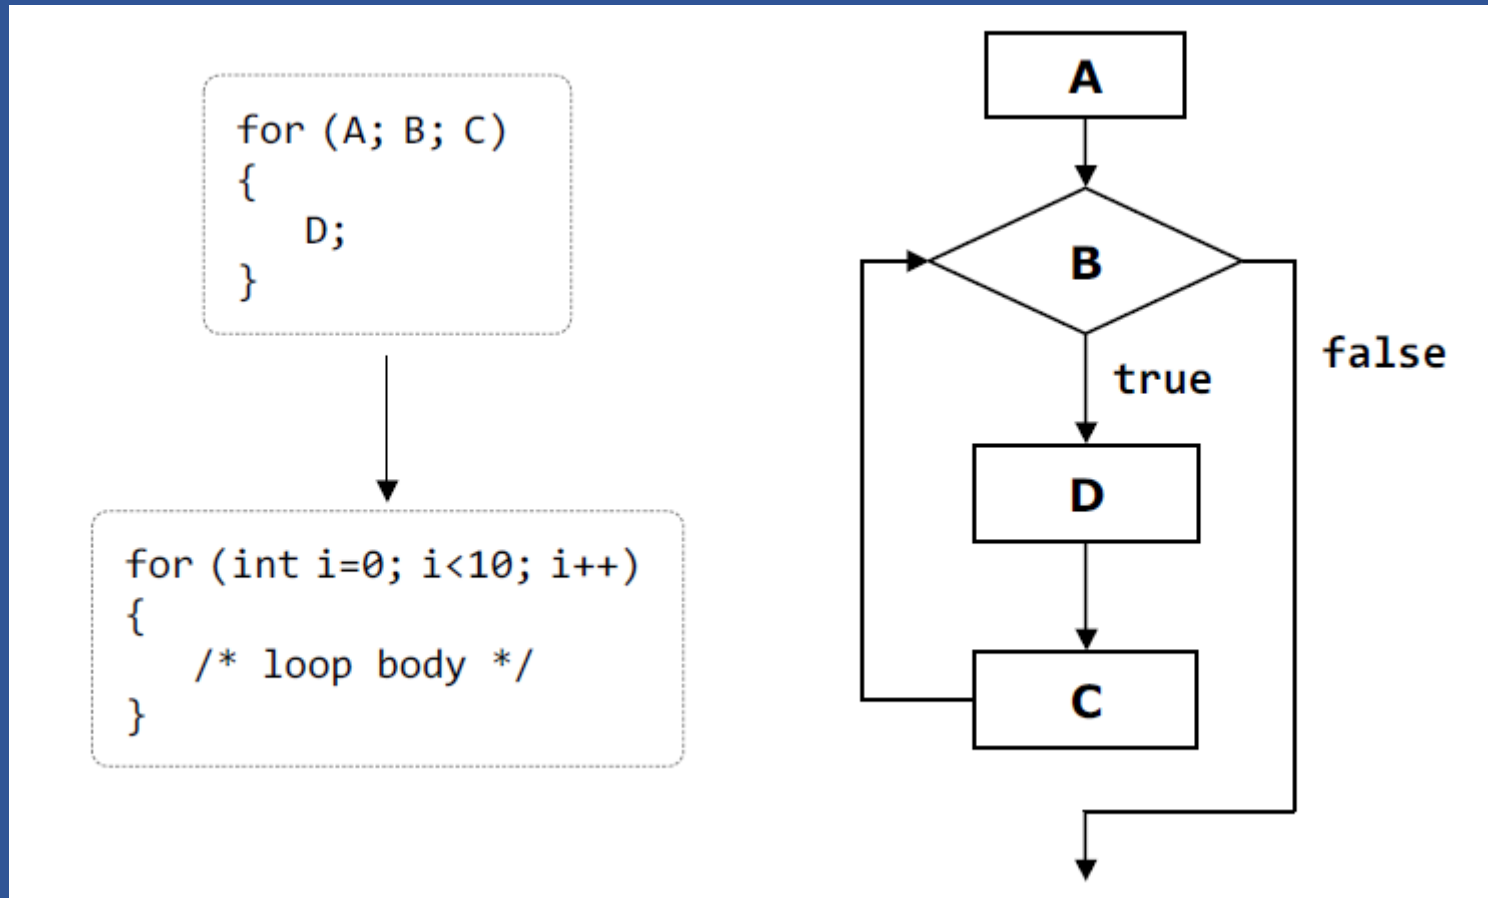 for (A; B; C)
{
D;
}
for (int i=0; i<10; i++)
{
/* loop body */
}
A
B
true
false
D
C